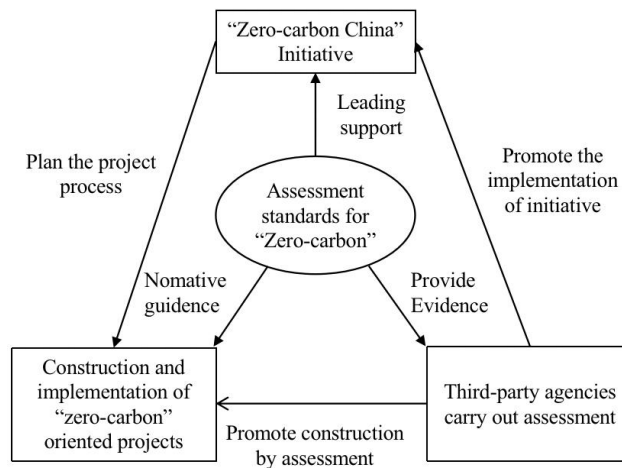 “Zero-carbon China”
Initiative
Leading
support
Plan the project
process
Promote the
implementation
of initiative
Assessment
standards for
“Zero-carbon”
Nomative
guidence
Provide
Evidence
Construction and
implementation of
“zero-carbon”
oriented projects
Third-party agencies
carry out assessment
Promote construction
by assessment